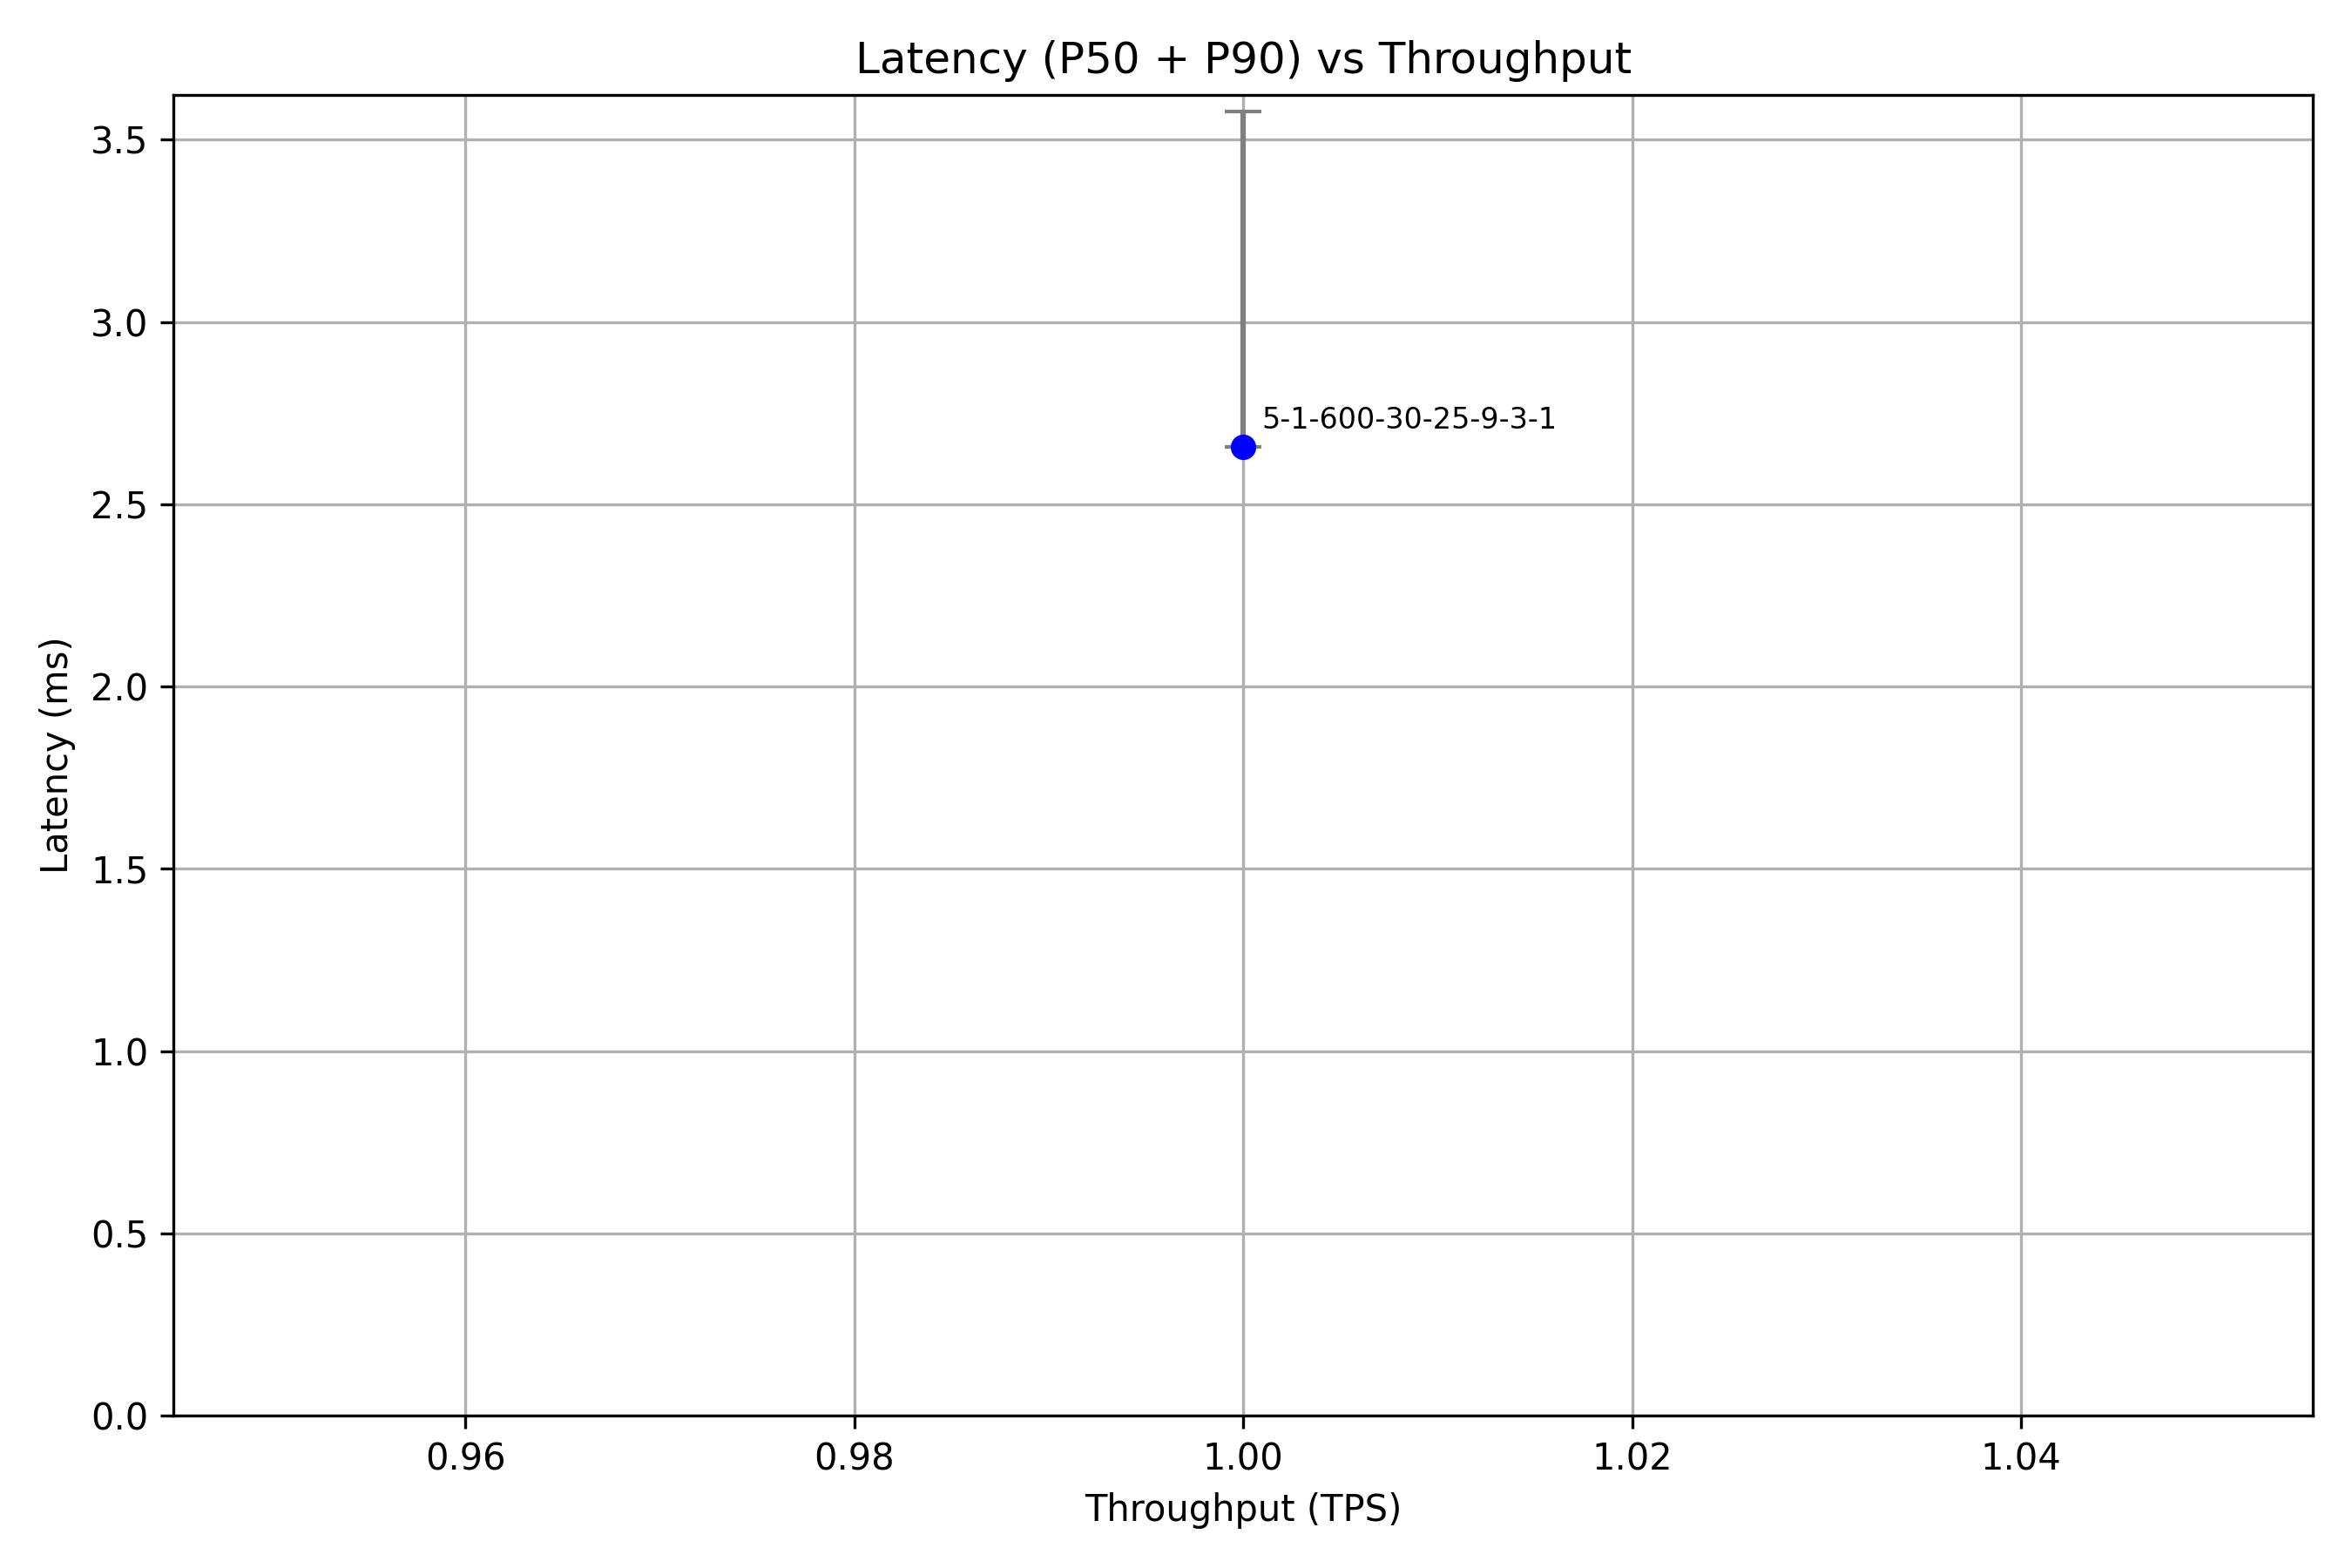 Latency (P50 + P90) vs Throughput
3.5
3.0
5-1-600-30-25-9-3-1
2.5
Latency (ms)
2.0
1.5
1.0
0.5
0.0
0.96 0.98 1.00 1.02 1.04
Throughput (TPS)